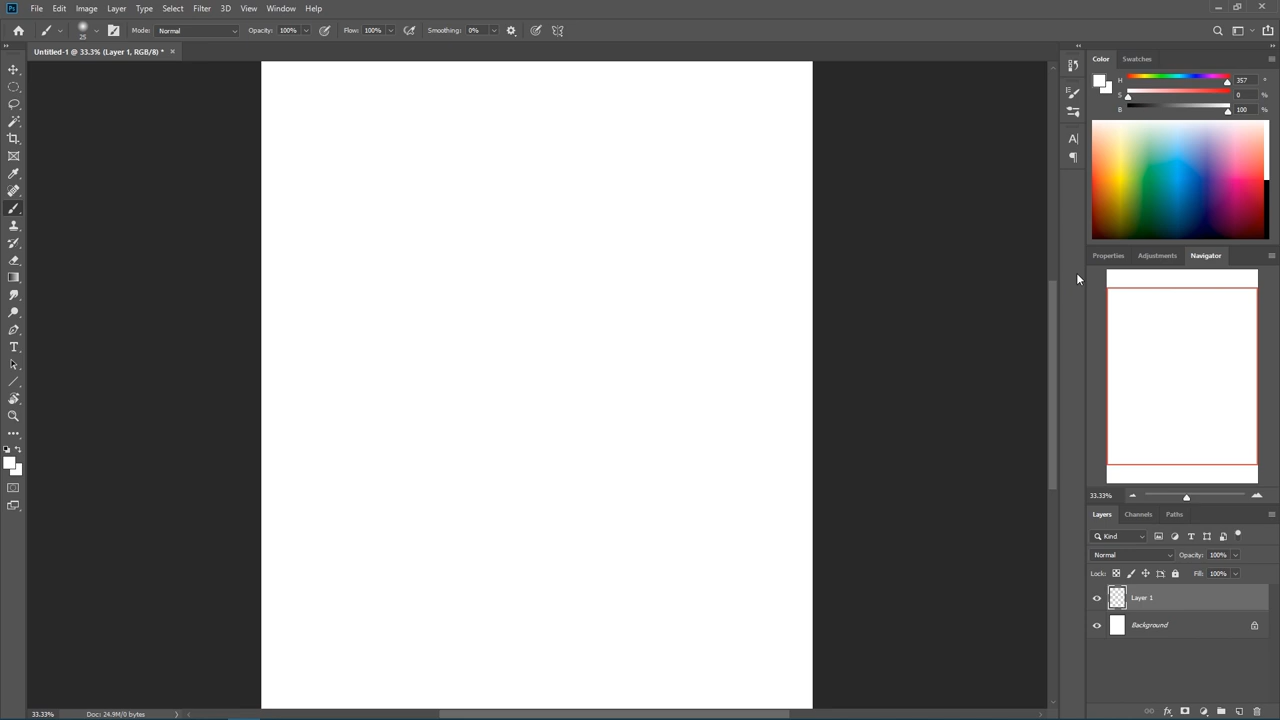 Ps File Edit Image Layer Type Select Filter 3D View Window Help
25 Mode: Normal Opacity: 100% Flow: 100% Smoothing: 0%
Untitled-1 @ 33.3% (Layer 1, RGB/8) *
Color Swatches
H 357 °
S 0 %
B 100 %
Properties Adjustments Navigator
33.33%
Layers Channels Paths
Kind
Normal Opacity: 100%
Lock: Fill: 100%
Layer 1
Background
33.33% Doc: 24.9M/0 bytes